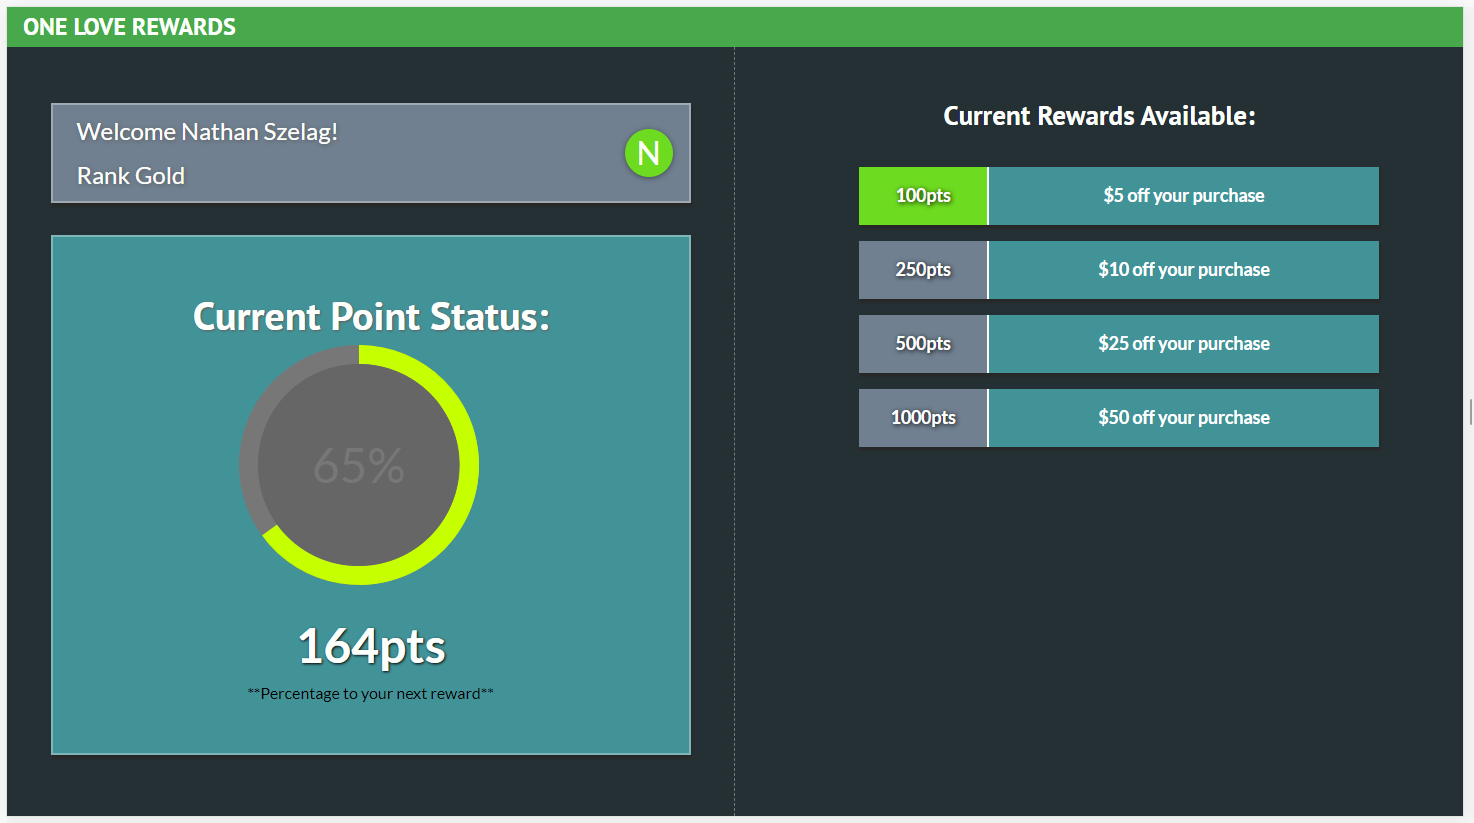 ONE LOVE REWARDS
Welcome Nathan Szelag!
Rank Gold
N
Current Point Status:
65%
164pts
**Percentage to your next reward**
Current Rewards Available:
100pts $5 off your purchase
250pts $10 off your purchase
500pts $25 off your purchase
1000pts $50 off your purchase